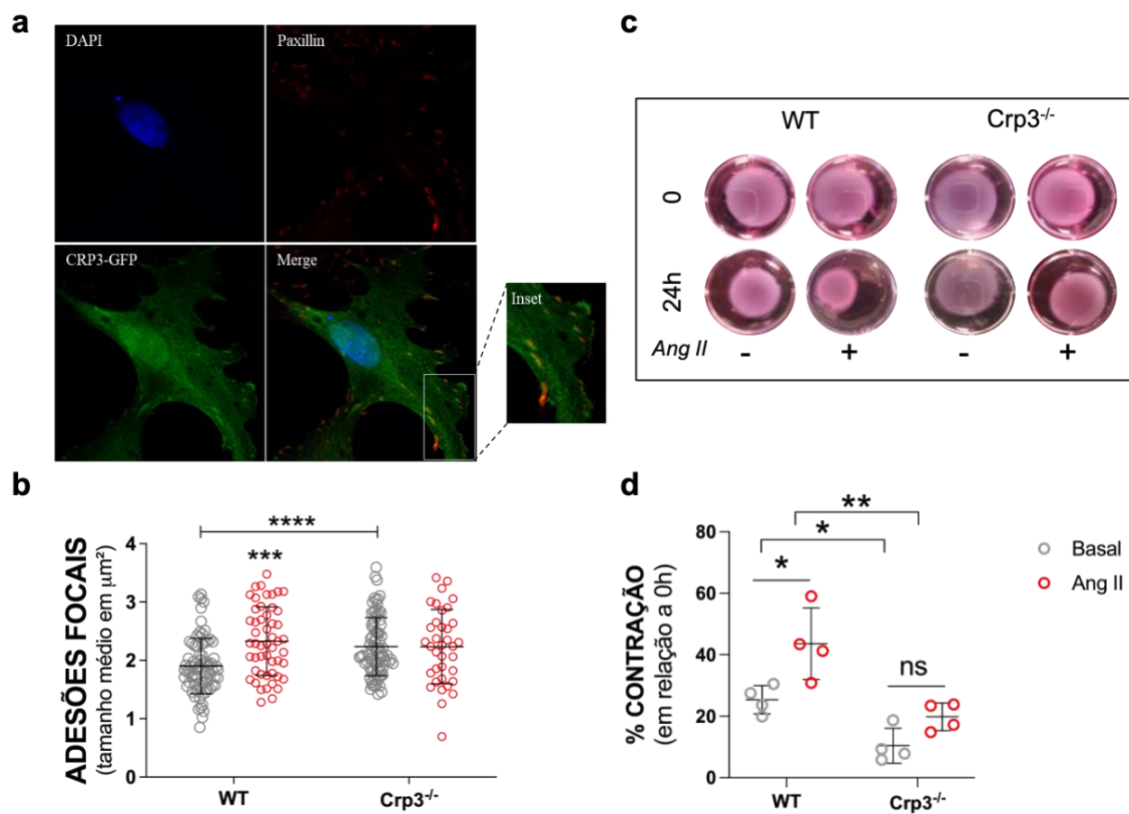 a
DAPI
Paxillin
CRP3-GFP
Merge
Inset
b
****
***
ADESÕES FOCAIS
(tamanho médio em µm²)
4
3
2
1
0
WT
Crp3-/-
c
WT
Crp3-/-
0
24h
Ang II
-
+
-
+
d
**
*
*
ns
% CONTRAÇÃO
(em relação a 0h)
80
60
40
20
0
WT
Crp3-/-
Basal
Ang II